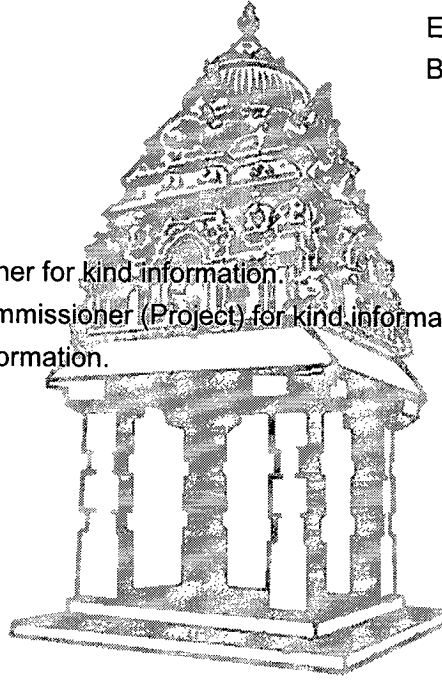 E
B
ner for kind information.
mmissioner (Project) for kind informa
ormation.